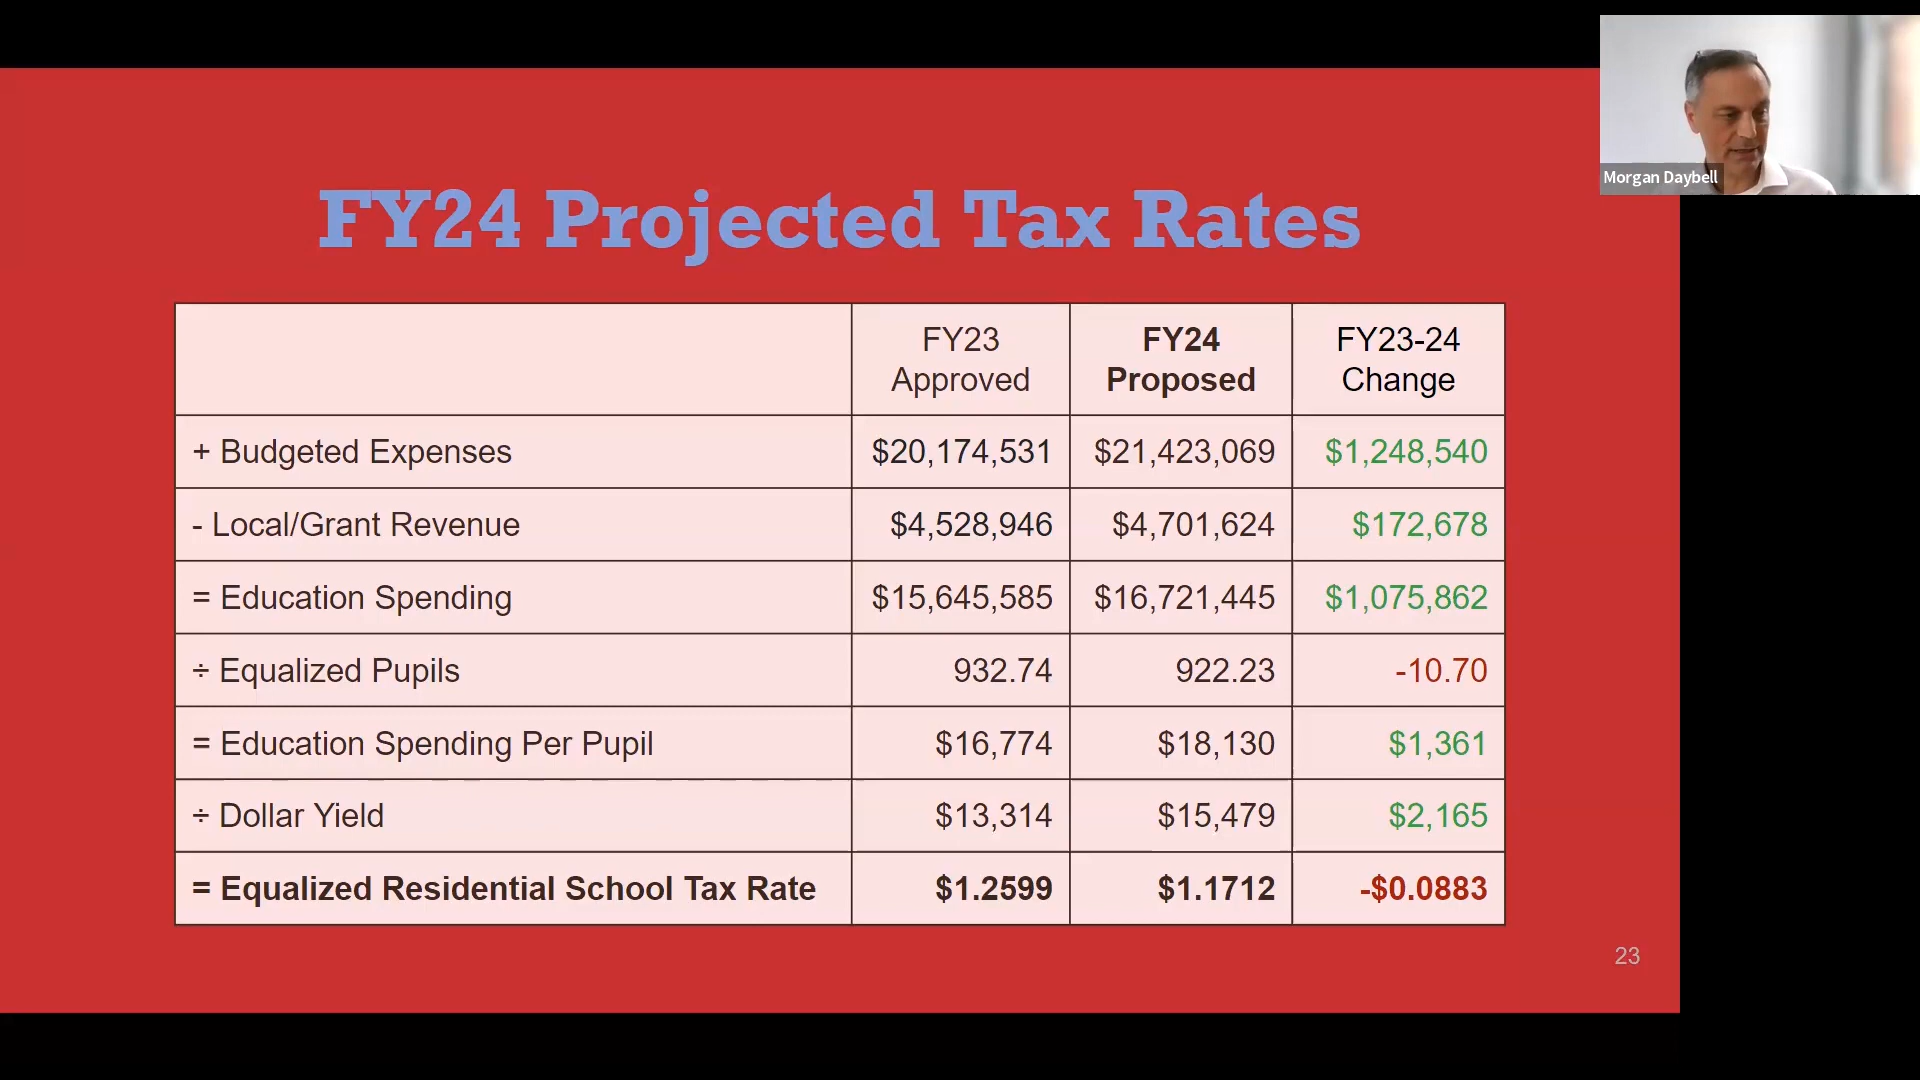 Morgan Daybell
FY24 Projected Tax Rates
FY23 Approved FY24 Proposed FY23-24 Change
+ Budgeted Expenses $20,174,531 $21,423,069 $1,248,540
- Local/Grant Revenue $4,528,946 $4,701,624 $172,678
= Education Spending $15,645,585 $16,721,445 $1,075,862
÷ Equalized Pupils 932.74 922.23 -10.70
= Education Spending Per Pupil $16,774 $18,130 $1,361
÷ Dollar Yield $13,314 $15,479 $2,165
= Equalized Residential School Tax Rate $1.2599 $1.1712 -$0.0883
23